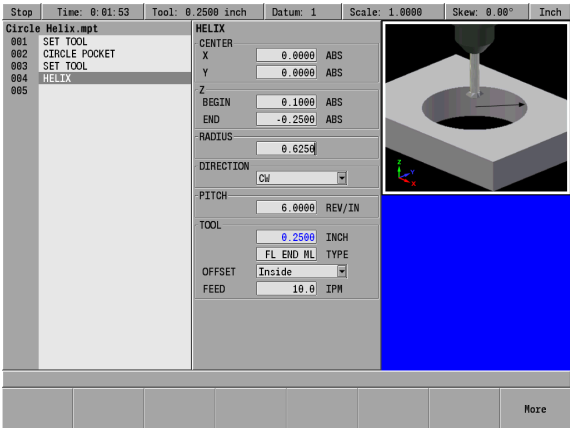 Stop Time: 0:01:53 Tool: 0.2500 inch Datum: 1 Scale: 1.0000 Skew: 0.00° Inch
Circle Helix.mpt
001 SET TOOL
002 CIRCLE POCKET
003 SET TOOL
004 HELIX
005
HELIX
CENTER
X 0.0000 ABS
Y 0.0000 ABS
Z
BEGIN 0.1000 ABS
END -0.2500 ABS
RADIUS
0.6250
DIRECTION
CW
PITCH
6.0000 REV/IN
TOOL
0.2500 INCH
FL END ML TYPE
OFFSET Inside
FEED 10.0 IPM
Z
Y
X
More